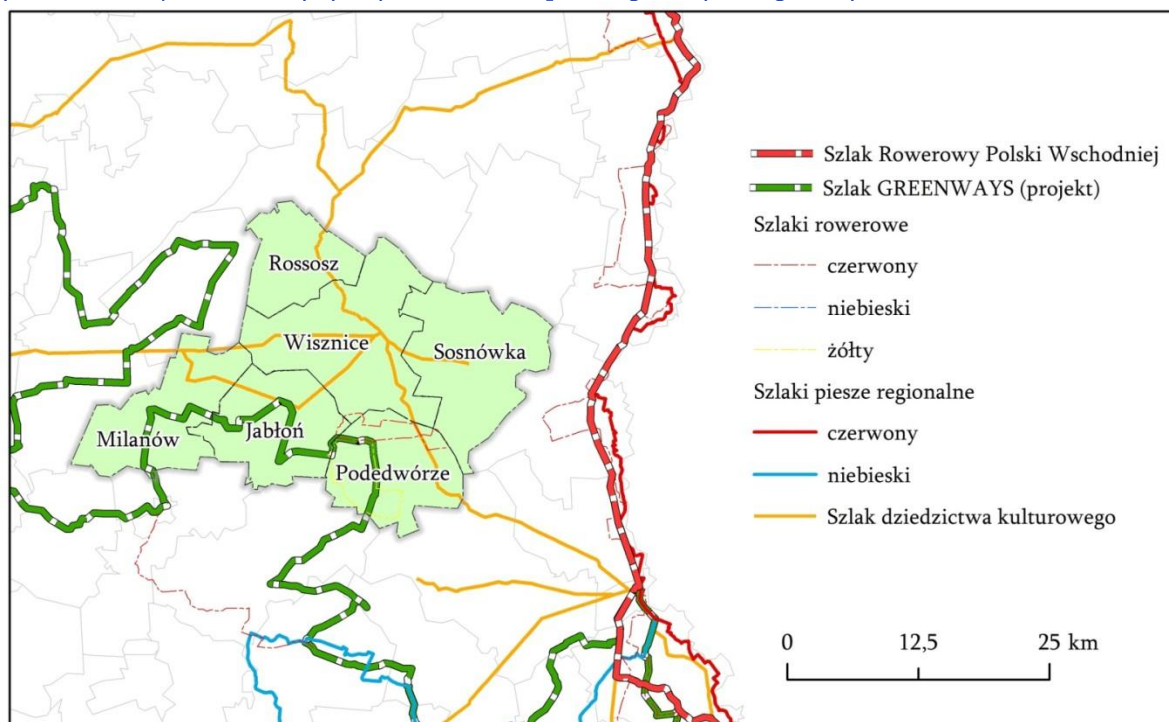 Szlak Rowerowy Polski Wschodniej
Szlak GREENWAYS (projekt)
Szlaki rowerowe
czerwony
niebieski
żółty
Szlaki piesze regionalne
czerwony
niebieski
Szlak dziedzictwa kulturowego
0 12,5 25 km
Rossosz
Wisznice
Sosnówka
Milanów
Jabłoń
Podedwórze